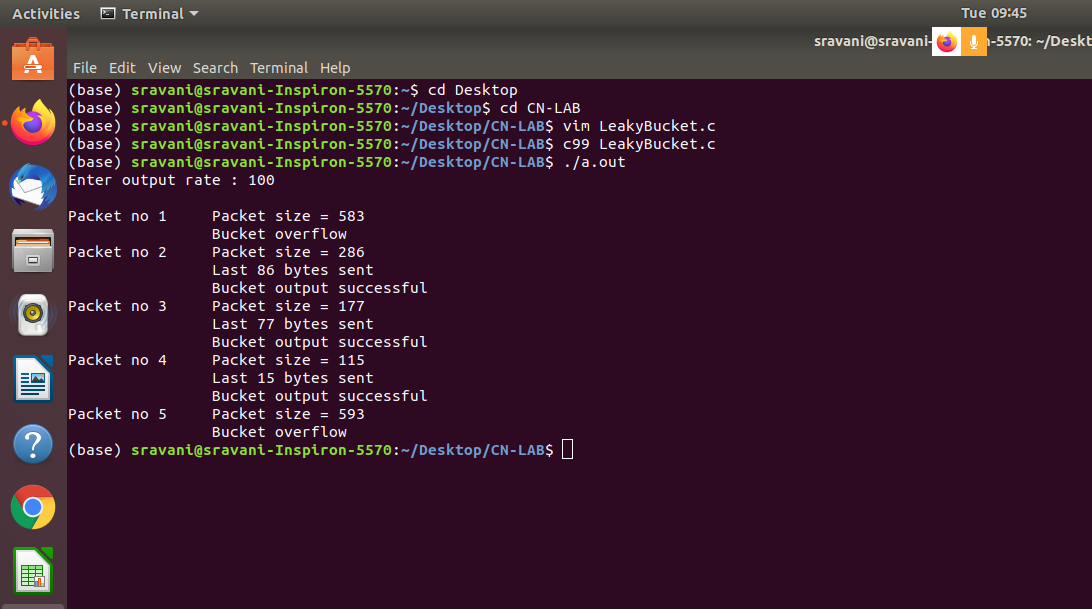 Activities Terminal Tue 09:45
sravani@sravani- n-5570: ~/Deskt
File Edit View Search Terminal Help
(base) sravani@sravani-Inspiron-5570:~$ cd Desktop
(base) sravani@sravani-Inspiron-5570:~/Desktop$ cd CN-LAB
(base) sravani@sravani-Inspiron-5570:~/Desktop/CN-LAB$ vim LeakyBucket.c
(base) sravani@sravani-Inspiron-5570:~/Desktop/CN-LAB$ c99 LeakyBucket.c
(base) sravani@sravani-Inspiron-5570:~/Desktop/CN-LAB$ ./a.out
Enter output rate : 100
Packet no 1 Packet size = 583
Bucket overflow
Packet no 2 Packet size = 286
Last 86 bytes sent
Bucket output successful
Packet no 3 Packet size = 177
Last 77 bytes sent
Bucket output successful
Packet no 4 Packet size = 115
Last 15 bytes sent
Bucket output successful
Packet no 5 Packet size = 593
Bucket overflow
(base) sravani@sravani-Inspiron-5570:~/Desktop/CN-LAB$